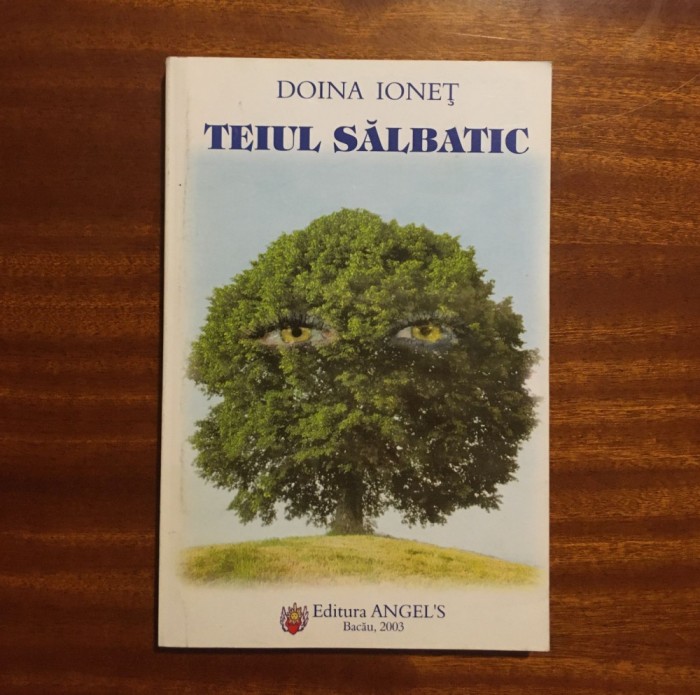 DOINA IONEŢ
TEIUL SĂLBATIC
Editura ANGEL'S
Bacău, 2003